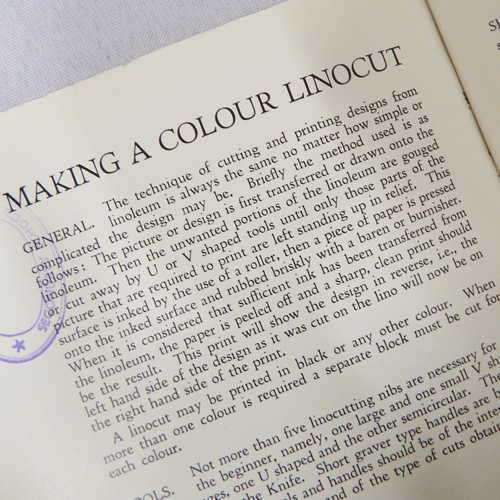 MAKING A COLOUR LINOCUT
GENERAL. The technique of cutting and printing designs from
linoleum is always the same no matter how simple or
complicated the design may be. Briefly the method used is as
follows: The picture or design is first transferred or drawn onto the
linoleum. Then the unwanted portions of the linoleum are gouged
or cut away by U or V shaped tools until only those parts of the
picture that are required to print are left standing up in relief. This
surface is inked by the use of a roller, then a piece of paper is pressed
onto the inked surface and rubbed briskly with a baren or burnisher.
When it is considered that sufficient ink has been transferred from
the linoleum, the paper is peeled off and a sharp, clean print should
be the result. This print will show the design in reverse, i.e., the
left hand side of the design as it was cut on the lino will now be on
the right hand side of the print.
A linocut may be printed in black or any other colour. When
more than one colour is required a separate block must be cut for
each colour.
OLS. Not more than five linocutting nibs are necessary for
the beginner, namely, one large and one small V sha
ges, one U shaped and the other semicircular. Th
the Knife. Short graver type handles are b
and handles should be of the inter
d of the type of cuts obtain